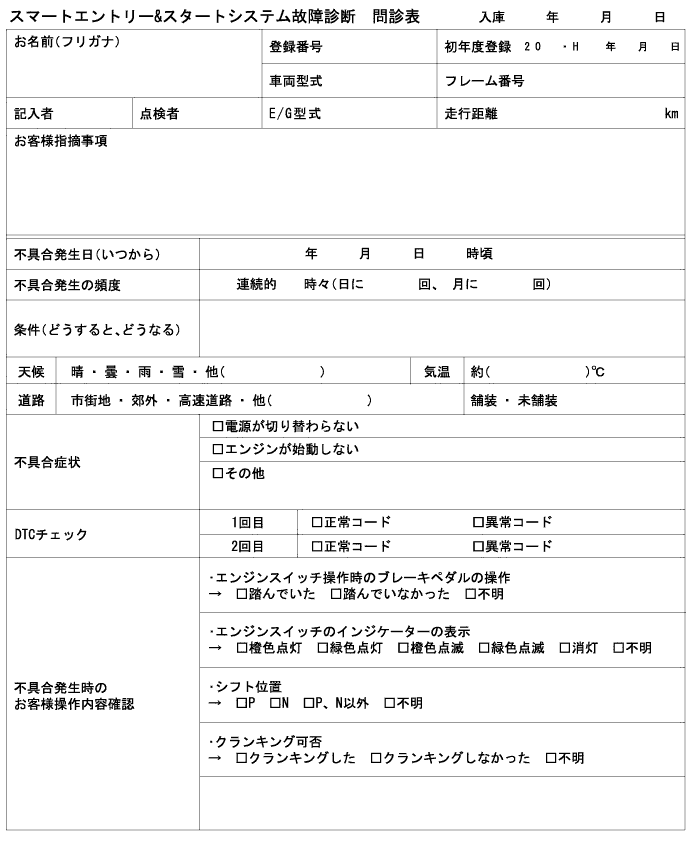 スマートエントリー&スタートシステム故障診断　問診表　入庫　年　月　日
お名前(フリガナ)　登録番号　初年度登録　20　・H　年　月　日
車両型式　フレーム番号
記入者　点検者　E/G型式　走行距離　km
お客様指摘事項
不具合発生日(いつから)　年　月　日　時頃
不具合発生の頻度　連続的　時々(日に　回、　月に　回)
条件(どうすると、どうなる)
天候　晴 ・ 曇 ・ 雨 ・ 雪 ・ 他(　)　気温　約(　)℃
道路　市街地 ・ 郊外 ・ 高速道路 ・ 他(　)　舗装 ・ 未舗装
不具合症状
□電源が切り替わらない
□エンジンが始動しない
□その他
DTCチェック
1回目　□正常コード　□異常コード
2回目　□正常コード　□異常コード
不具合発生時の
お客様操作内容確認
・エンジンスイッチ操作時のブレーキペダルの操作
→　□踏んでいた　□踏んでいなかった　□不明
・エンジンスイッチのインジケーターの表示
→　□橙色点灯　□緑色点灯　□橙色点滅　□緑色点滅　□消灯　□不明
・シフト位置
→　□P　□N　□P、N以外　□不明
・クランキング可否
→　□クランキングした　□クランキングしなかった　□不明